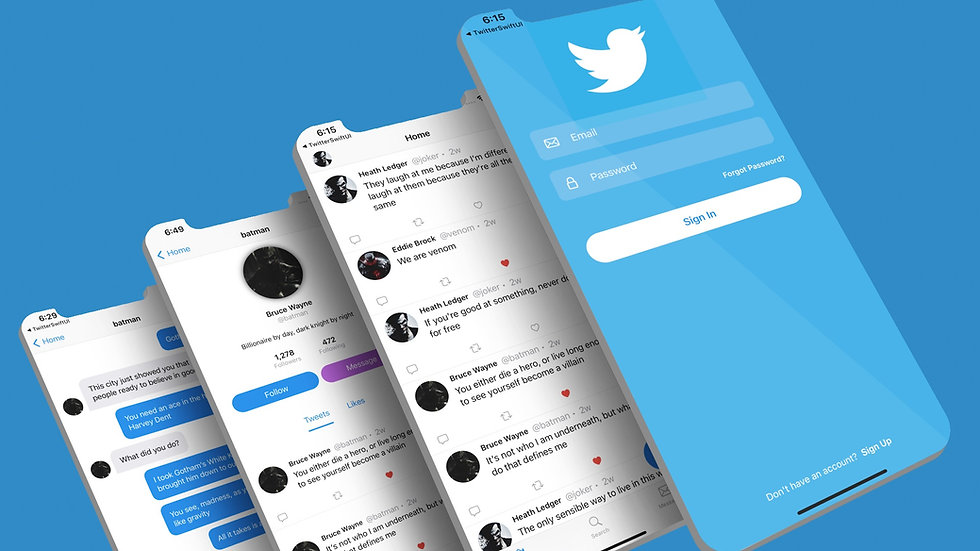 6:29
◀ TwitterSwiftUI
Home
batman
This city just showed you that
people ready to believe in
You need an ace in the
Harvey Dent
What did you do?
I took Gotham's White
brought him down to
You see, madness, as
like gravity
All it takes is
6:49
Home
batman
Bruce Wayne
@batman
Billionaire by day, dark knight by night
1,278
Followers
472
Following
Follow
Message
Tweets
Likes
Bruce Wayne @batman • 2w
You either die a hero, or live long
to see yourself become a villain
Bruce Wayne @batman • 2w
It's not who I am underneath, but
do that defines me
6:15
◀ TwitterSwiftUI
Home
Heath Ledger @joker • 2w
They laugh at me because I'm
laugh at them because they're all the
same
Eddie Brock @venom • 2w
We are venom
Heath Ledger @joker • 2w
If you're good at something, never
for free
Bruce Wayne @batman • 2w
You either die a hero, or live long
to see yourself become a villain
Bruce Wayne @batman • 2w
It's not who I am underneath, but
do that defines me
Heath Ledger @joker • 2w
The only sensible way to live in this
Search
6:15
◀ TwitterSwiftUI
Email
Password
Forgot Password?
Sign In
Don't have an account? Sign Up